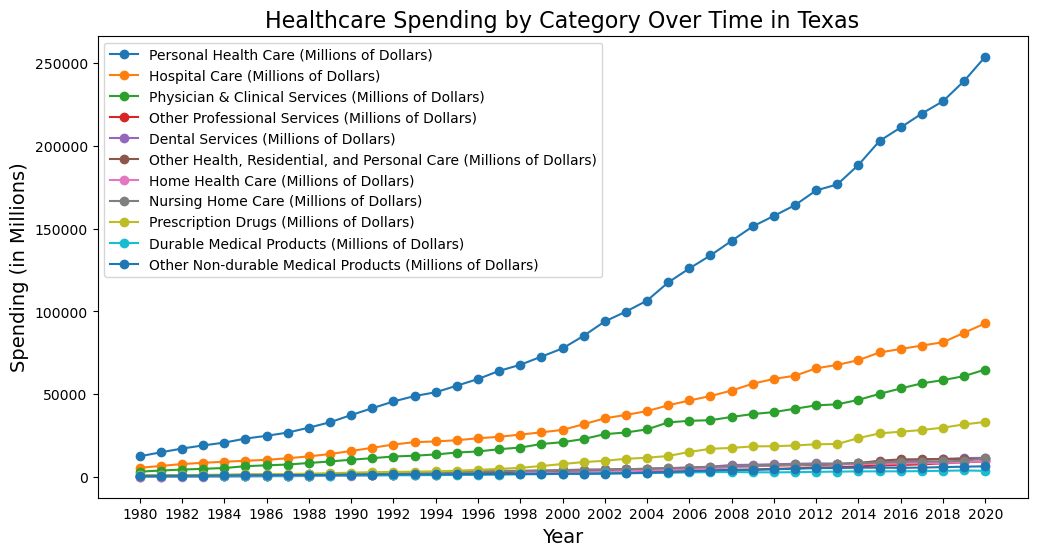 Healthcare Spending by Category Over Time in Texas
Personal Health Care (Millions of Dollars)
Hospital Care (Millions of Dollars)
Physician & Clinical Services (Millions of Dollars)
Other Professional Services (Millions of Dollars)
Dental Services (Millions of Dollars)
Other Health, Residential, and Personal Care (Millions of Dollars)
Home Health Care (Millions of Dollars)
Nursing Home Care (Millions of Dollars)
Prescription Drugs (Millions of Dollars)
Durable Medical Products (Millions of Dollars)
Other Non-durable Medical Products (Millions of Dollars)
Spending (in Millions)
250000
200000
150000
100000
50000
0
1980 1982 1984 1986 1988 1990 1992 1994 1996 1998 2000 2002 2004 2006 2008 2010 2012 2014 2016 2018 2020
Year